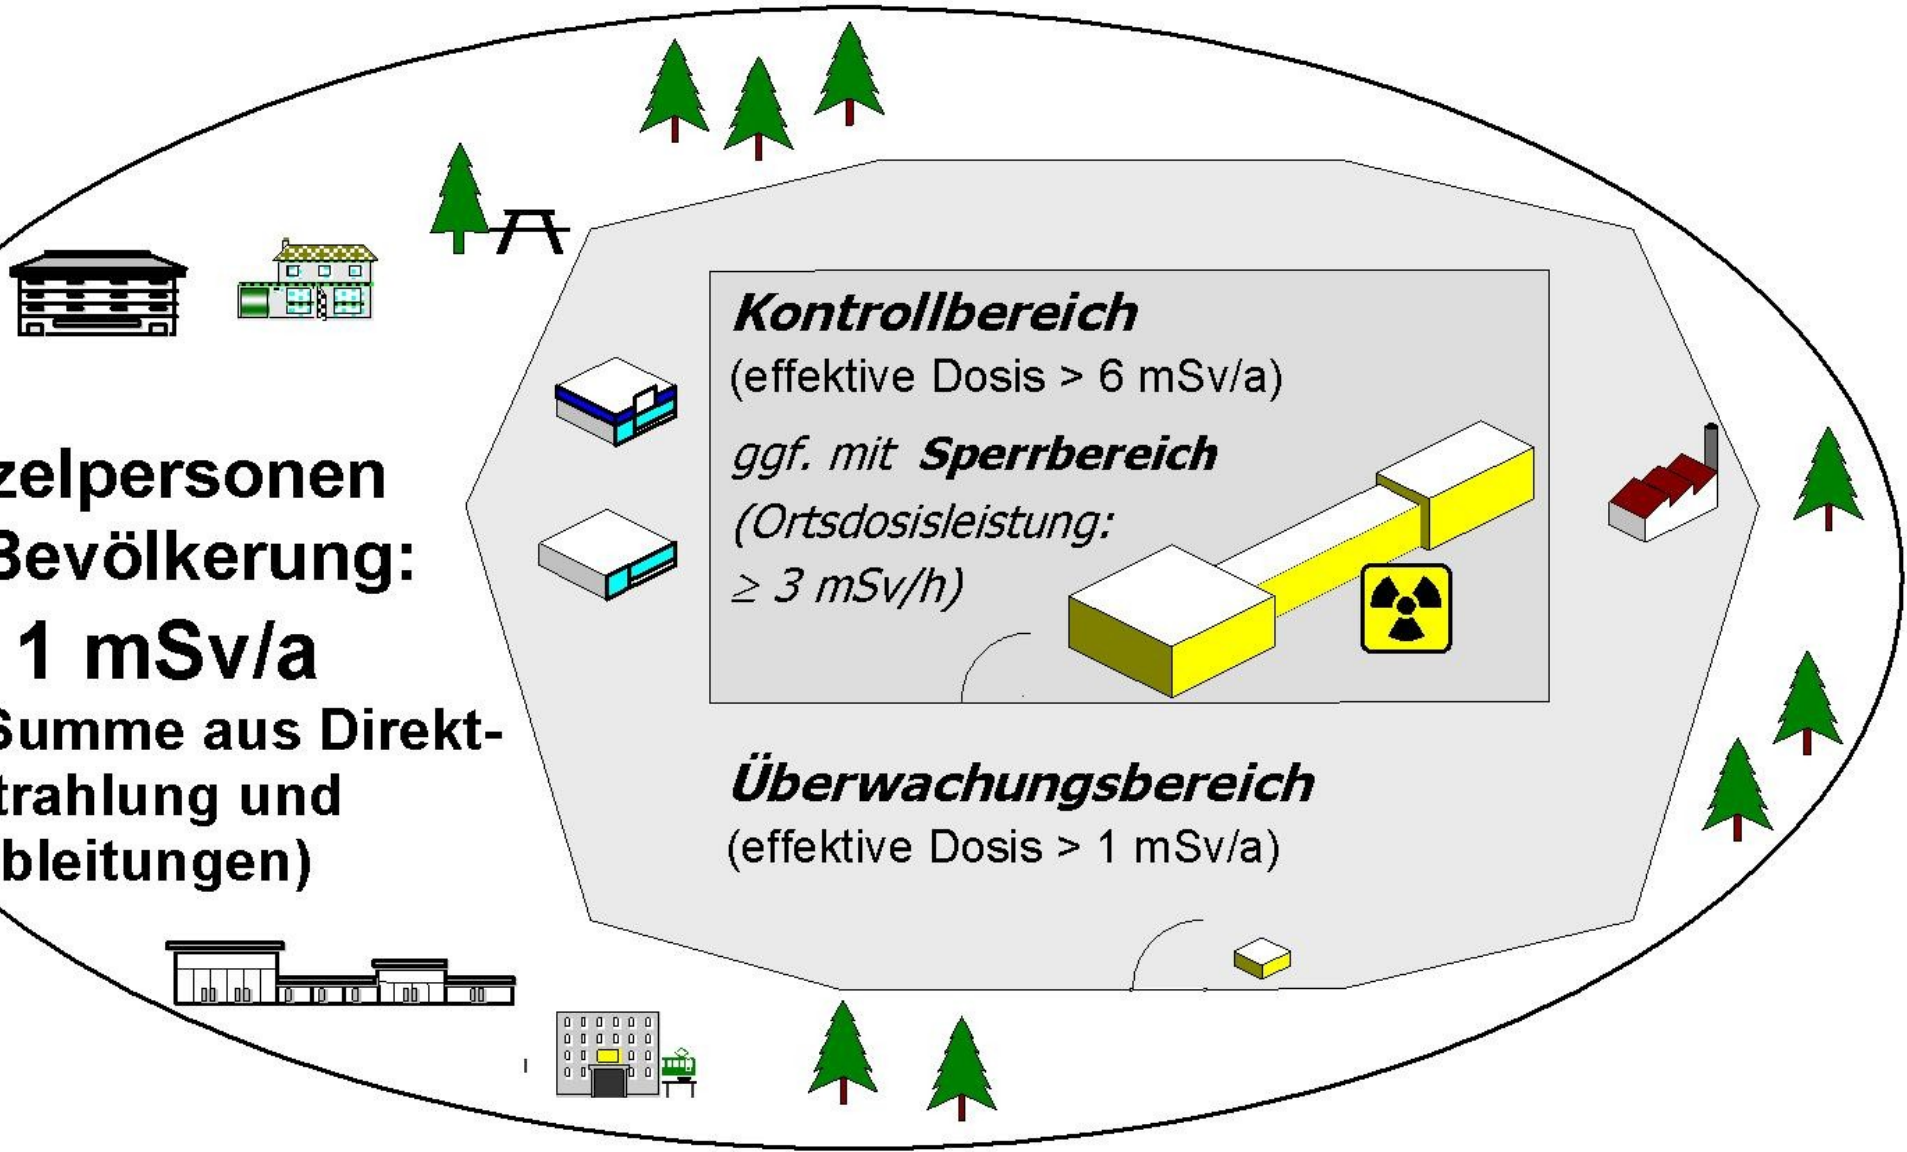 zelpersonen
Bevölkerung:
1 mSv/a
Summe aus Direkt-
trahlung und
bleitungen)
Kontrollbereich
(effektive Dosis > 6 mSv/a)
ggf. mit Sperrbereich
(Ortsdosisleistung:
≥ 3 mSv/h)
Überwachungsbereich
(effektive Dosis > 1 mSv/a)